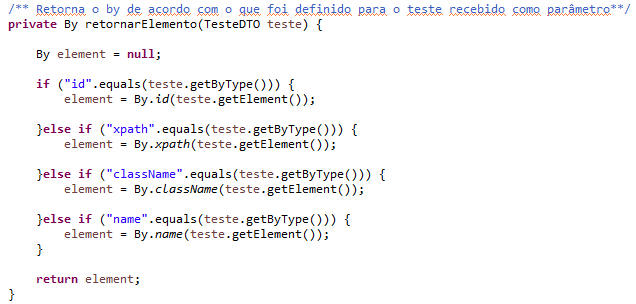 /** Retorna o by de acordo com o que foi definido para o teste recebido como parâmetro**/
private By retornarElemento(TesteDTO teste) {
By element = null;
if ("id".equals(teste.getByType())) {
element = By.id(teste.getElement());
}else if ("xpath".equals(teste.getByType())) {
element = By.xpath(teste.getElement());
}else if ("className".equals(teste.getByType())) {
element = By.className(teste.getElement());
}else if ("name".equals(teste.getByType())) {
element = By.name(teste.getElement());
}
return element;
}